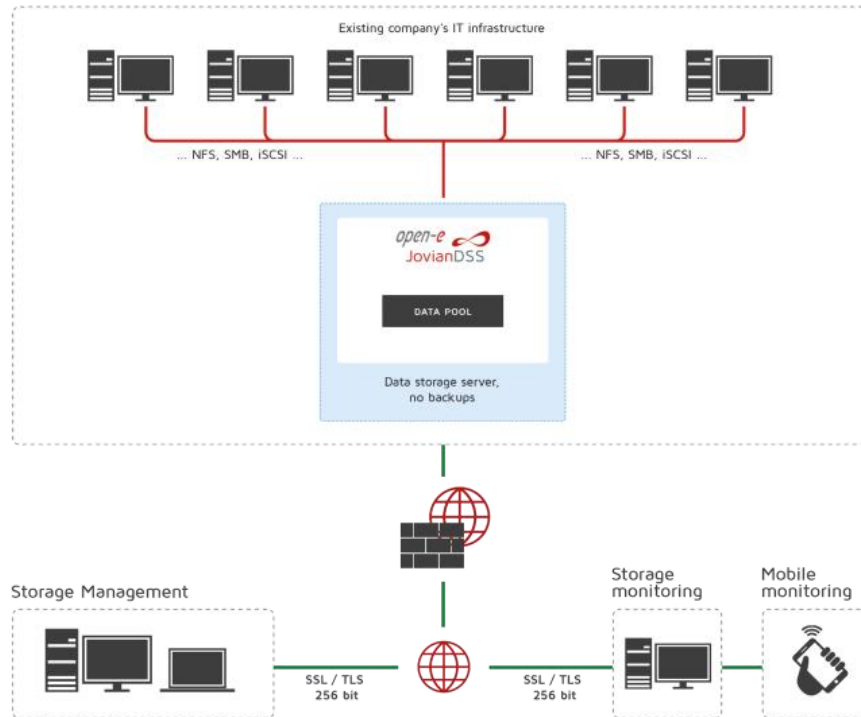 Existing company's IT infrastructure
... NFS, SMB, iSCSI ...
... NFS, SMB, iSCSI ...
open-e
JovianDSS
DATA POOL
Data storage server,
no backups
Storage Management
Storage
monitoring
Mobile
monitoring
SSL / TLS
256 bit
SSL / TLS
256 bit